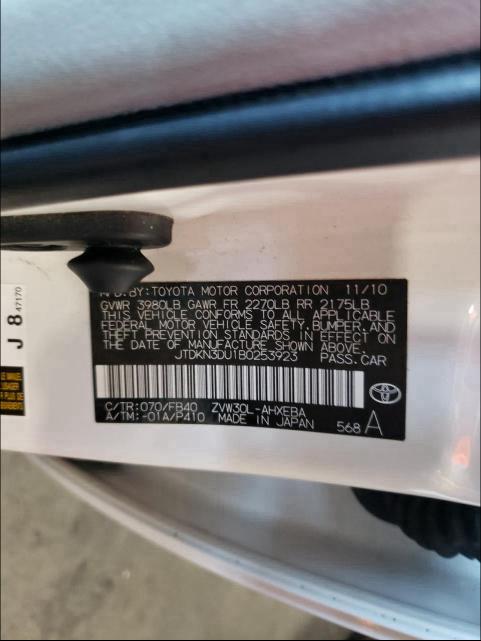 MFD.BY:TOYOTA MOTOR CORPORATION 11/10
GVWR 3980LB GAWR FR 2270LB RR 2175LB
THIS VEHICLE CONFORMS TO ALL APPLICABLE
FEDERAL MOTOR VEHICLE SAFETY, BUMPER, AND
THEFT PREVENTION STANDARDS IN EFFECT ON
THE DATE OF MANUFACTURE SHOWN ABOVE.
JTDKN3DU1B0253923
PASS.CAR
C/TR:070/FB40 ZVW30L-AHXEBA
A/TM:-01A/P410 MADE IN JAPAN
568 A
J 8
47170